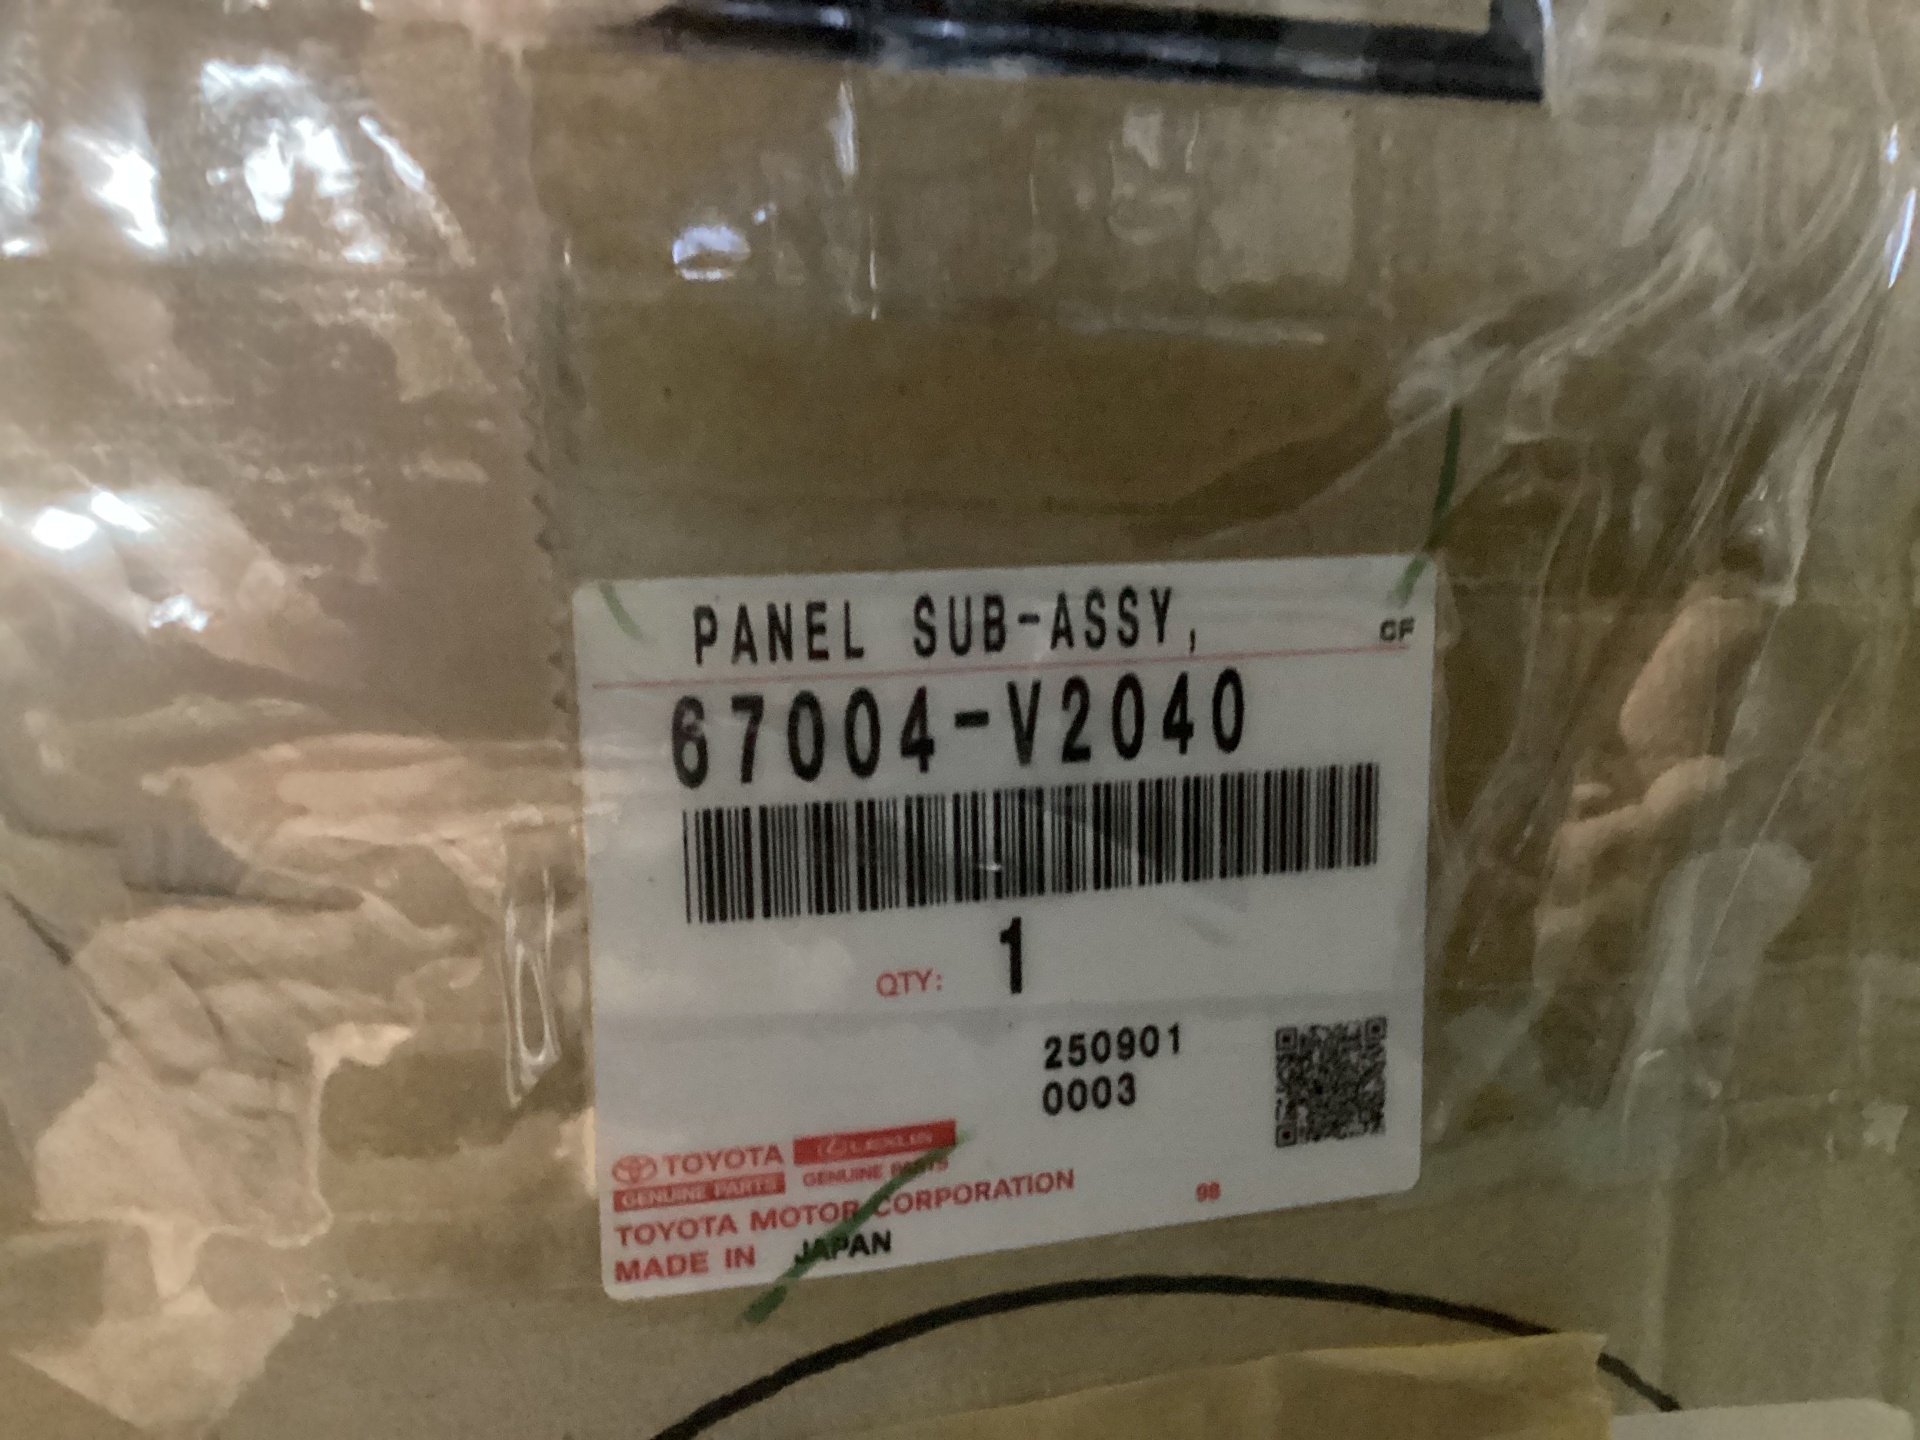 PANEL SUB-ASSY,
GF
67004-V2040
QTY: 1
250901
0003
TOYOTA
GENUINE PARTS
LEXUS
GENUINE PARTS
TOYOTA MOTOR CORPORATION
MADE IN JAPAN
98